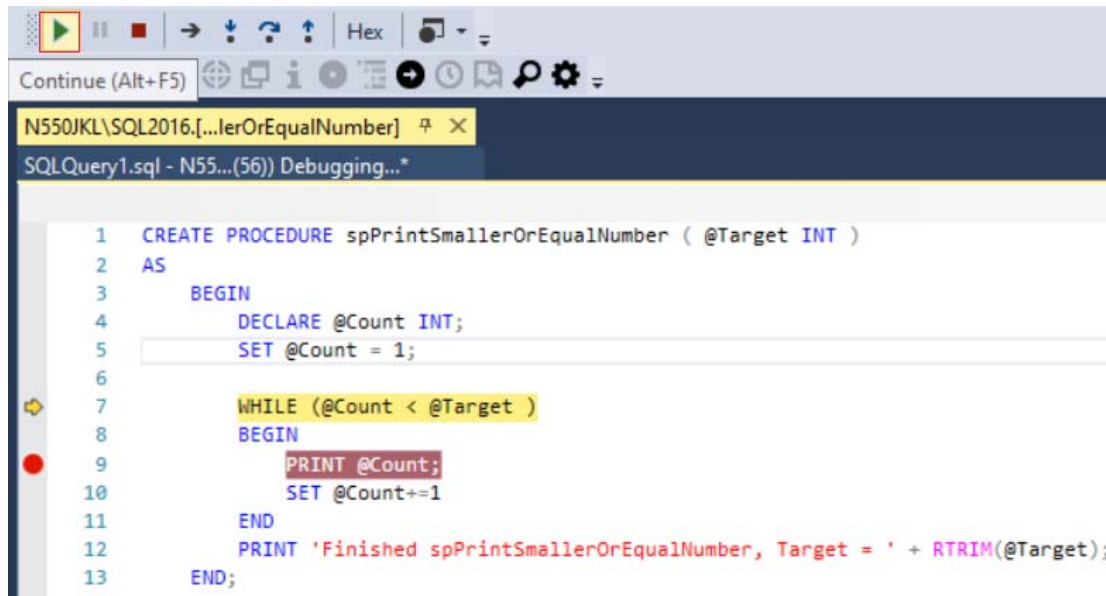 Hex
Continue (Alt+F5)
N550JKL\SQL2016.[...lerOrEqualNumber]
SQLQuery1.sql - N55...(56)) Debugging...*
1 CREATE PROCEDURE spPrintSmallerOrEqualNumber ( @Target INT )
2 AS
3 BEGIN
4 DECLARE @Count INT;
5 SET @Count = 1;
6
7 WHILE (@Count < @Target )
8 BEGIN
9 PRINT @Count;
10 SET @Count+=1
11 END
12 PRINT 'Finished spPrintSmallerOrEqualNumber, Target = ' + RTRIM(@Target);
13 END;